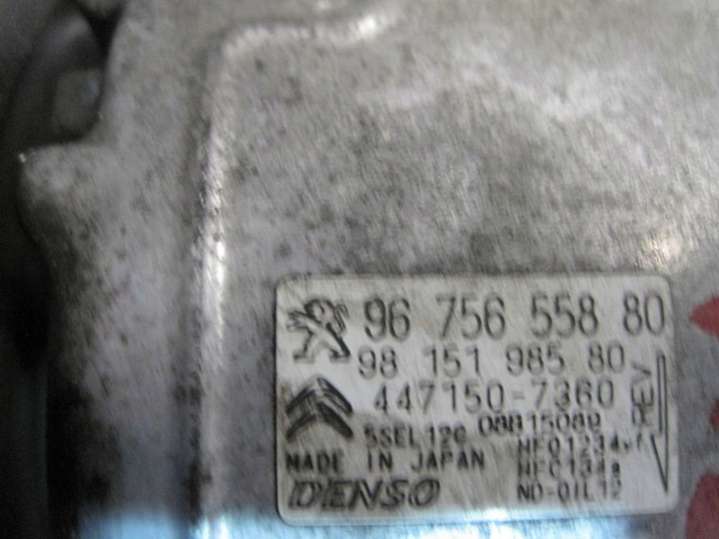 96 756 558 80
98 151 985 80
447150-7360
5SEL12C 08B15089
MADE IN JAPAN HFO1234yf
DENSO HFC134a
ND-OIL12
REV